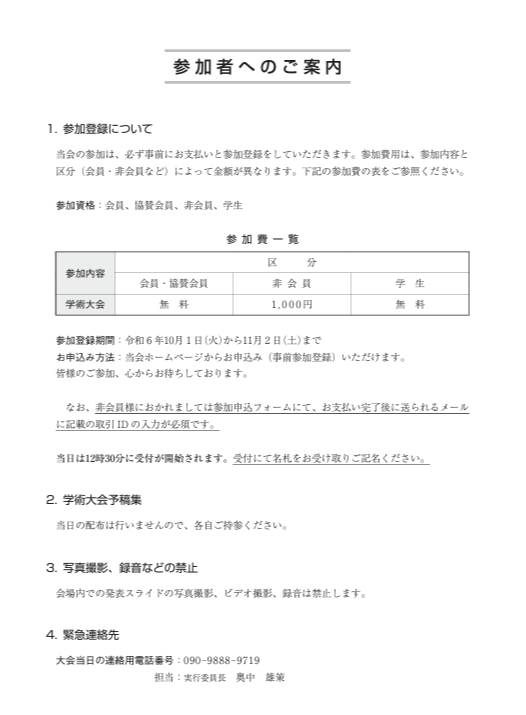 参加者へのご案内
1. 参加登録について
当会の参加は、必ず事前にお支払いと参加登録をしていただきます。参加費用は、参加内容と
区分（会員・非会員など）によって金額が異なります。下記の参加費の表をご参照ください。
参加資格：会員、協賛会員、非会員、学生
参加費一覧
参加内容
区　分
会員・協賛会員 非会員 学生
学術大会 無料 1,000円 無料
参加登録期間：令和６年10月１日(火)から11月２日(土)まで
お申込み方法：当会ホームページからお申込み（事前参加登録）いただけます。
皆様のご参加、心からお待ちしております。
なお、非会員様におかれましては参加申込フォームにて、お支払い完了後に送られるメール
に記載の取引 ID の入力が必須です。
当日は12時30分に受付が開始されます。受付にて名札をお受け取りご記名ください。
2. 学術大会予稿集
当日の配布は行いませんので、各自ご持参ください。
3. 写真撮影、録音などの禁止
会場内での発表スライドの写真撮影、ビデオ撮影、録音は禁止します。
4. 緊急連絡先
大会当日の連絡用電話番号：090-9888-9719
担当：実行委員長　奥中　雄策